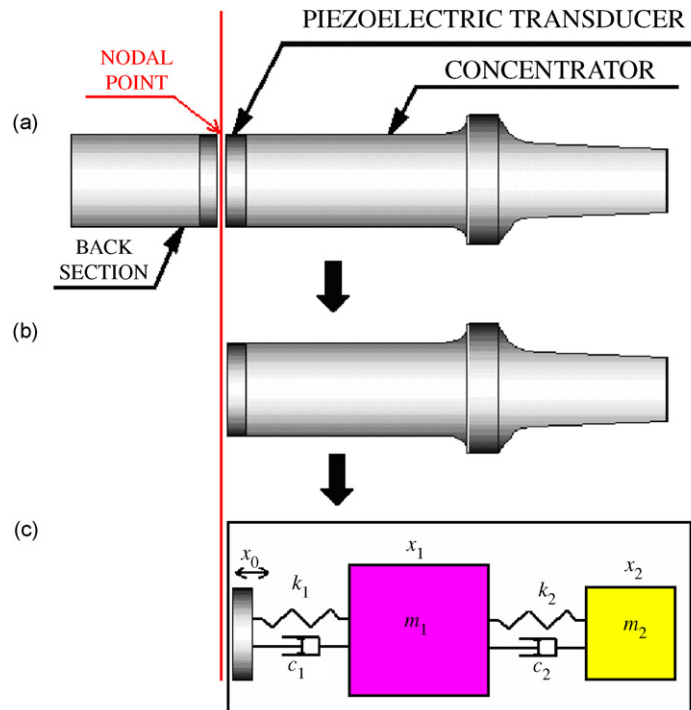 PIEZOELECTRIC TRANSDUCER
NODAL
POINT
CONCENTRATOR
(a)
BACK
SECTION
(b)
(c)
x₀
k₁
c₁
x₁
m₁
k₂
c₂
x₂
m₂